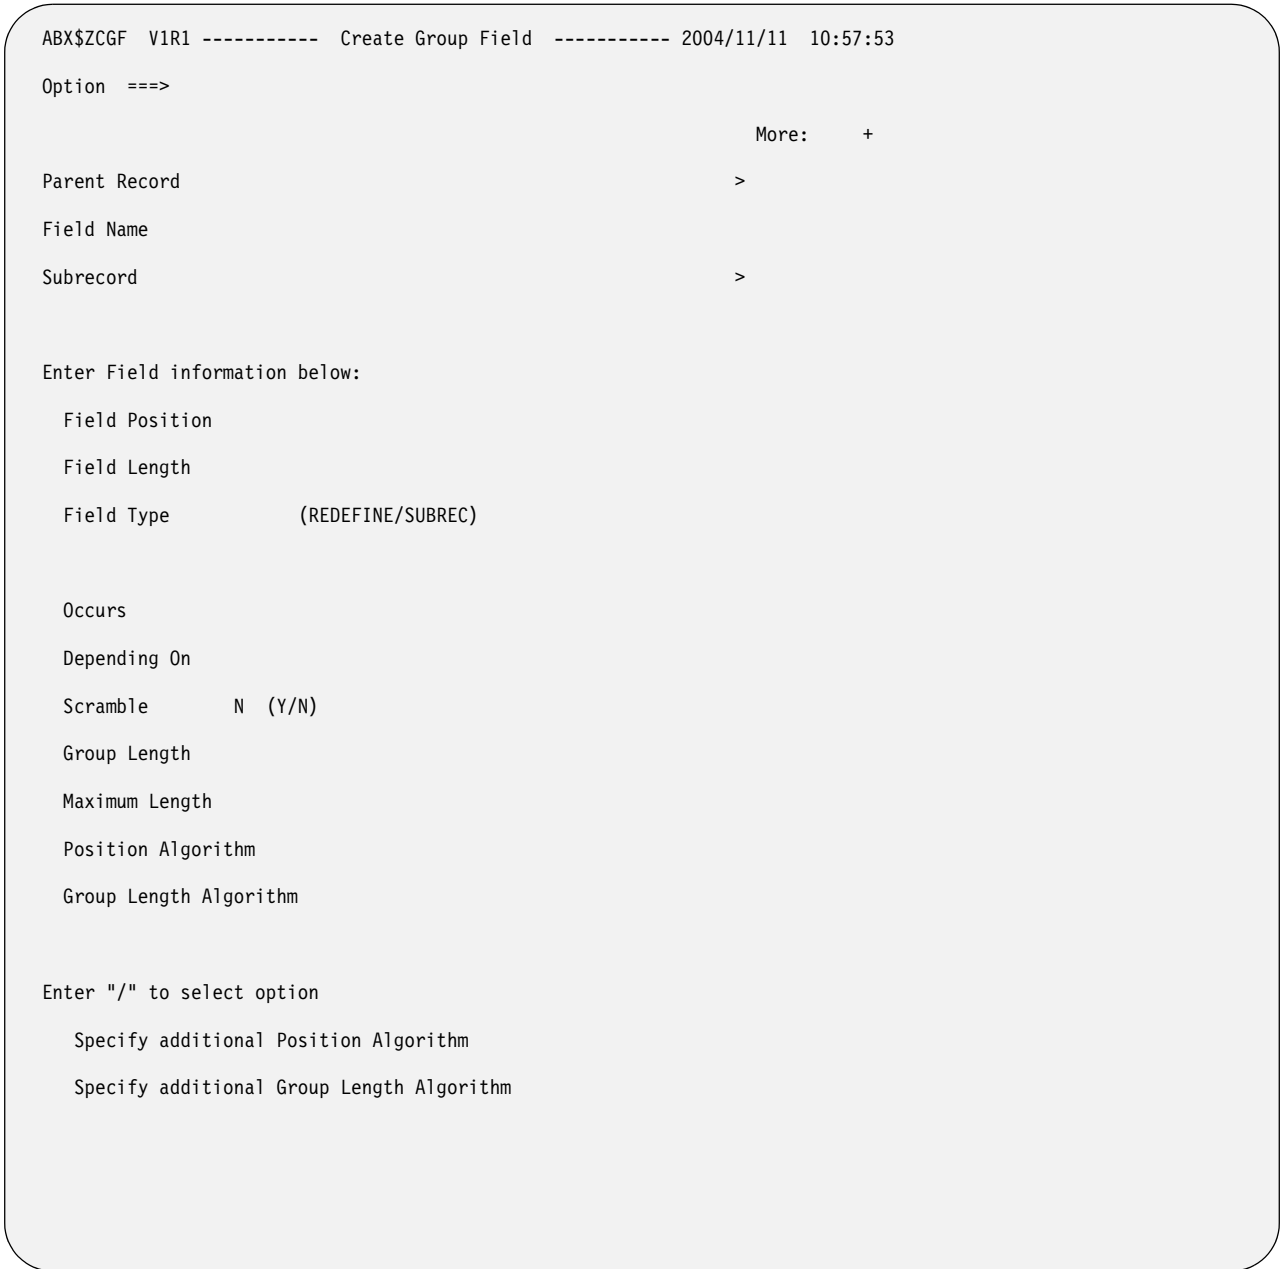 ABX$ZCGF  V1R1 -----------  Create Group Field  ----------- 2004/11/11  10:57:53
Option  ===>
More:     +
Parent Record                                                    >
Field Name
Subrecord                                                        >
Enter Field information below:
Field Position
Field Length
Field Type            (REDEFINE/SUBREC)
Occurs
Depending On
Scramble        N  (Y/N)
Group Length
Maximum Length
Position Algorithm
Group Length Algorithm
Enter "/" to select option
Specify additional Position Algorithm
Specify additional Group Length Algorithm